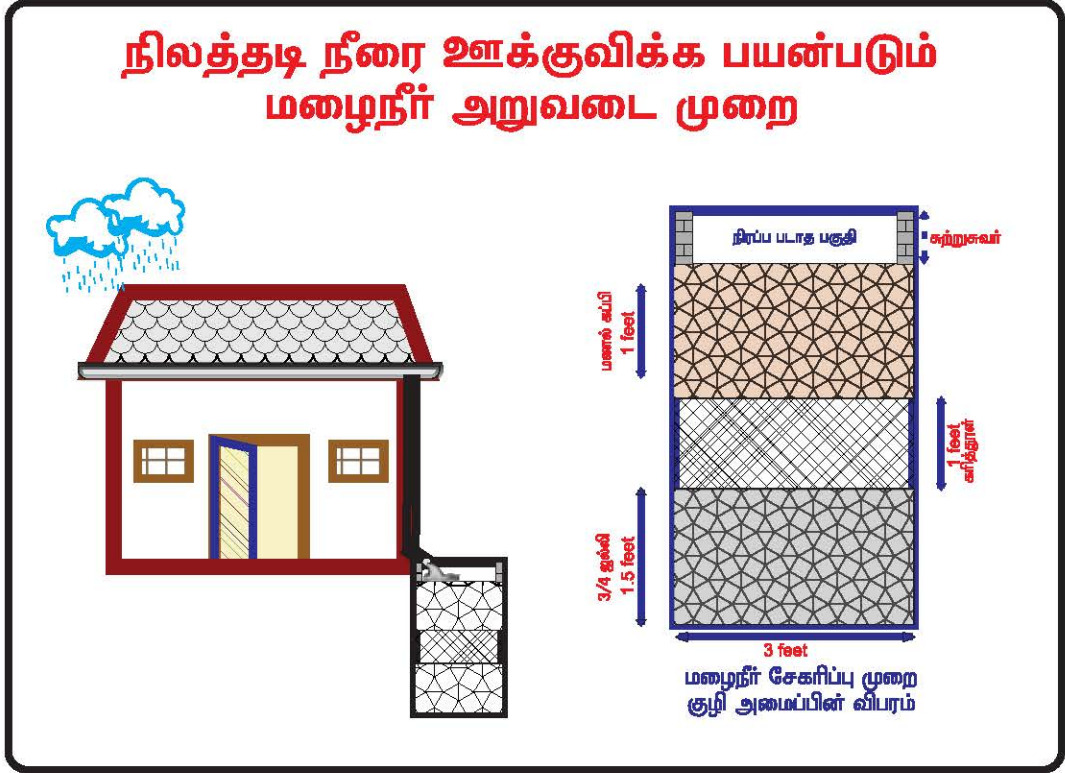 நிலத்தடி நீரை ஊக்குவிக்க பயன்படும்
மழைநீர் அறுவடை முறை
நிரப்ப படாத பகுதி
சுற்றுசுவர்
மணல் கப்பி
1 feet
1 feet
கரித்தூள்
3/4 ஜல்லி
1.5 feet
3 feet
மழைநீர் சேகரிப்பு முறை
குழி அமைப்பின் விபரம்